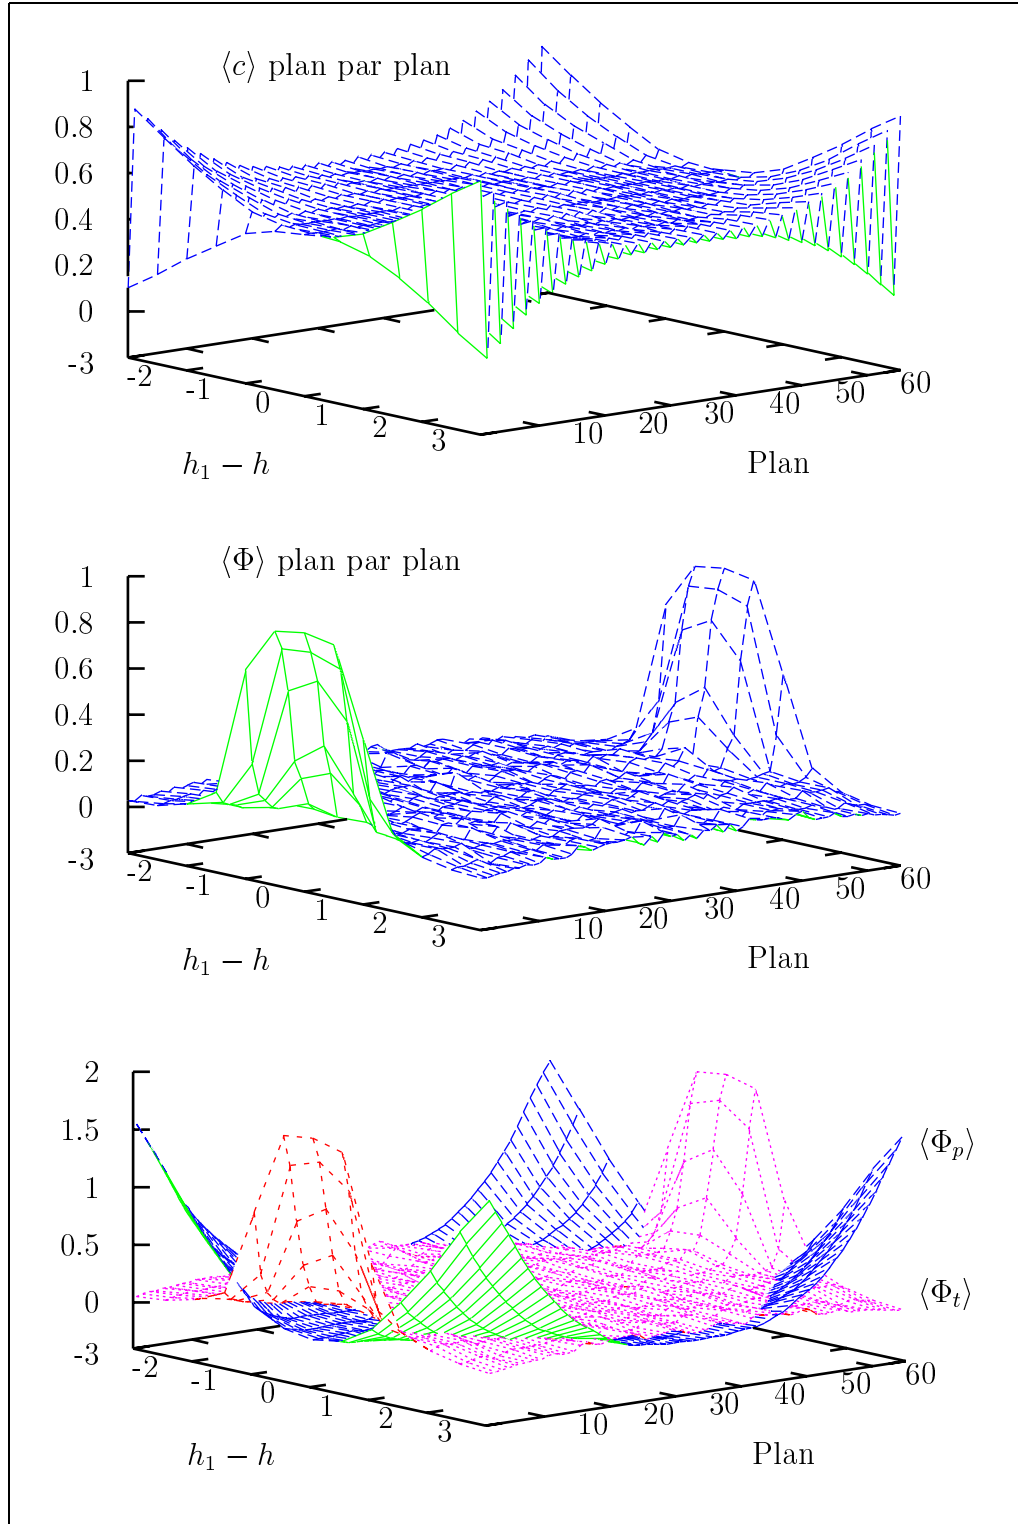 ⟨c⟩ plan par plan
1
0.8
0.6
0.4
0.2
0
-3 -2 -1 0 1 2 3
10 20 30 40 50 60
h₁ − h
Plan
⟨Φ⟩ plan par plan
1
0.8
0.6
0.4
0.2
0
-3 -2 -1 0 1 2 3
10 20 30 40 50 60
h₁ − h
Plan
2
1.5
1
0.5
0
⟨Φₚ⟩
⟨Φₜ⟩
-3 -2 -1 0 1 2 3
10 20 30 40 50 60
h₁ − h
Plan